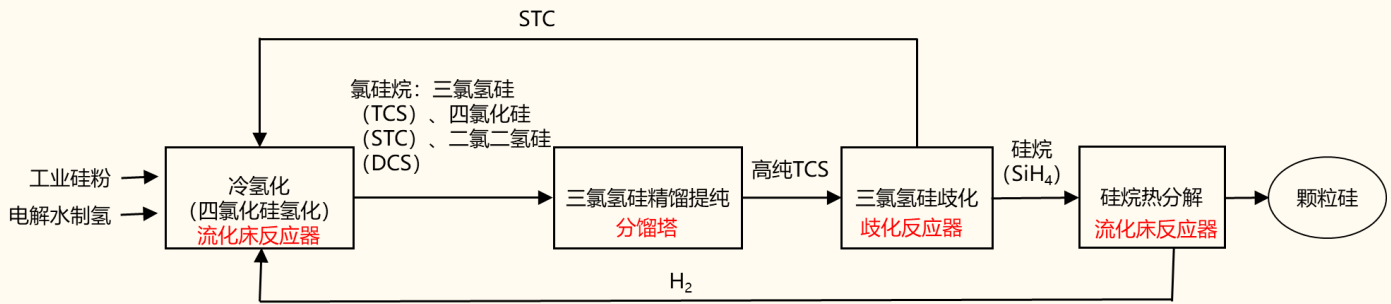 STC
氯硅烷：三氯氢硅
（TCS）、四氯化硅
（STC）、二氯二氢硅
（DCS）
工业硅粉
电解水制氢
冷氢化
（四氯化硅氢化）
流化床反应器
三氯氢硅精馏提纯
分馏塔
高纯TCS
三氯氢硅歧化
歧化反应器
硅烷
（SiH₄）
硅烷热分解
流化床反应器
颗粒硅
H₂